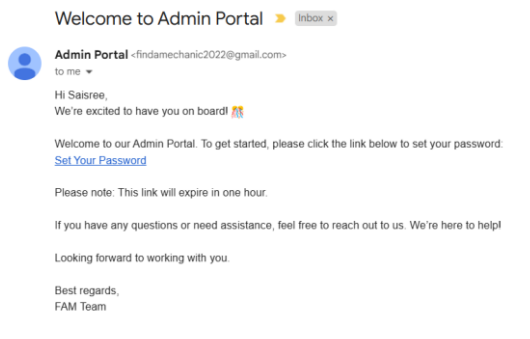 Welcome to Admin Portal Inbox ×
Admin Portal <findamechanic2022@gmail.com>
to me
Hi Saisree,
We're excited to have you on board! 🎊
Welcome to our Admin Portal. To get started, please click the link below to set your password:
Set Your Password
Please note: This link will expire in one hour.
If you have any questions or need assistance, feel free to reach out to us. We're here to help!
Looking forward to working with you.
Best regards,
FAM Team